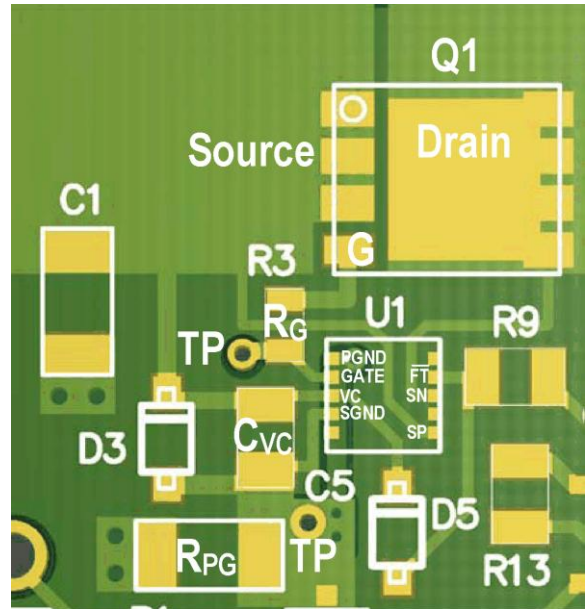 Q1
Source
Drain
C1
G
R3
RG
U1
R9
TP
PGND
GATE
FT
VC
SN
SGND
SP
CVC
D3
C5
D5
RPG
TP
R13